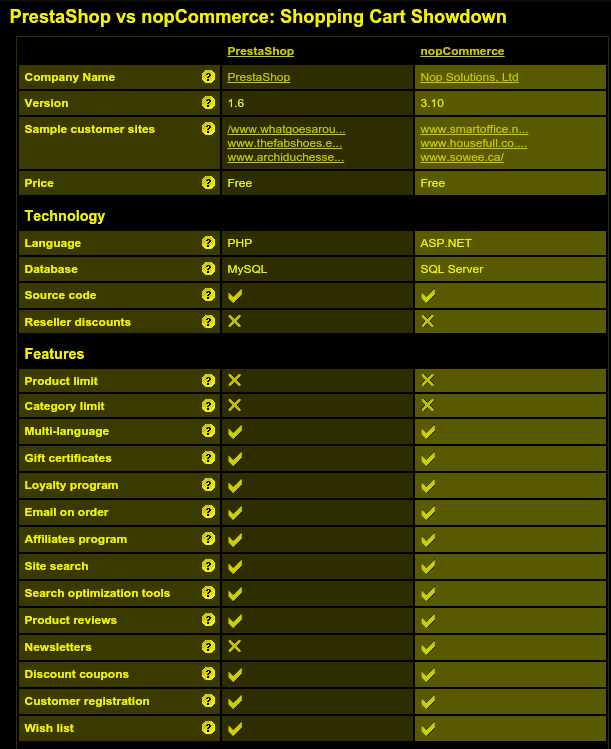 PrestaShop vs nopCommerce: Shopping Cart Showdown
PrestaShop nopCommerce
Company Name ? PrestaShop Nop Solutions, Ltd
Version ? 1.6 3.10
Sample customer sites ? /www.whatgoesarou... www.smartoffice.n...
www.thefabshoes.e... www.housefull.co....
www.archiduchesse... www.sowee.ca/
Price ? Free Free
Technology
Language ? PHP ASP.NET
Database ? MySQL SQL Server
Source code ? ✔ ✔
Reseller discounts ? ✕ ✕
Features
Product limit ? ✕ ✕
Category limit ? ✕ ✕
Multi-language ? ✔ ✔
Gift certificates ? ✔ ✔
Loyalty program ? ✔ ✔
Email on order ? ✔ ✔
Affiliates program ? ✔ ✔
Site search ? ✔ ✔
Search optimization tools ? ✔ ✔
Product reviews ? ✔ ✔
Newsletters ? ✕ ✔
Discount coupons ? ✔ ✔
Customer registration ? ✔ ✔
Wish list ? ✔ ✔